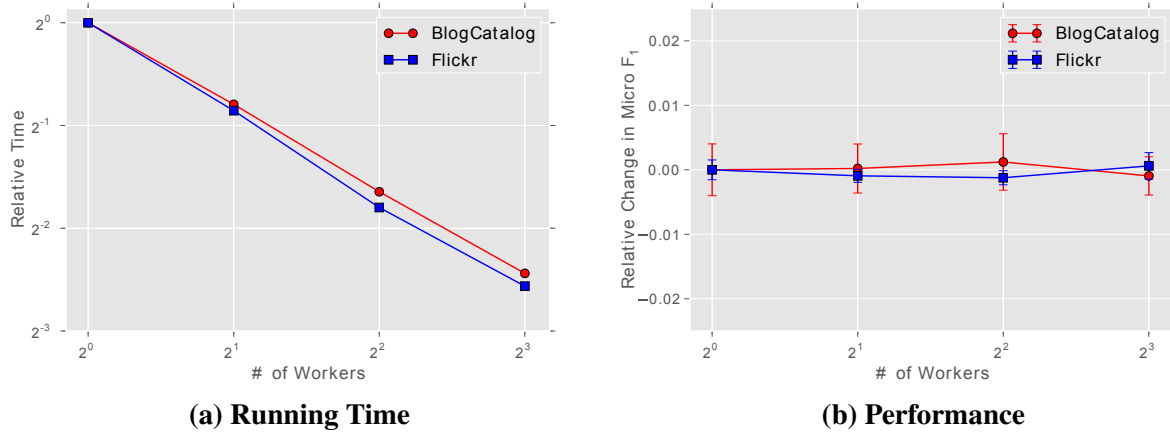 2^0
2^-1
2^-2
2^-3
Relative Time
BlogCatalog
Flickr
2^0 2^1 2^2 2^3
# of Workers
(a) Running Time
0.02
0.01
0.00
−0.01
−0.02
Relative Change in Micro F_1
BlogCatalog
Flickr
2^0 2^1 2^2 2^3
# of Workers
(b) Performance